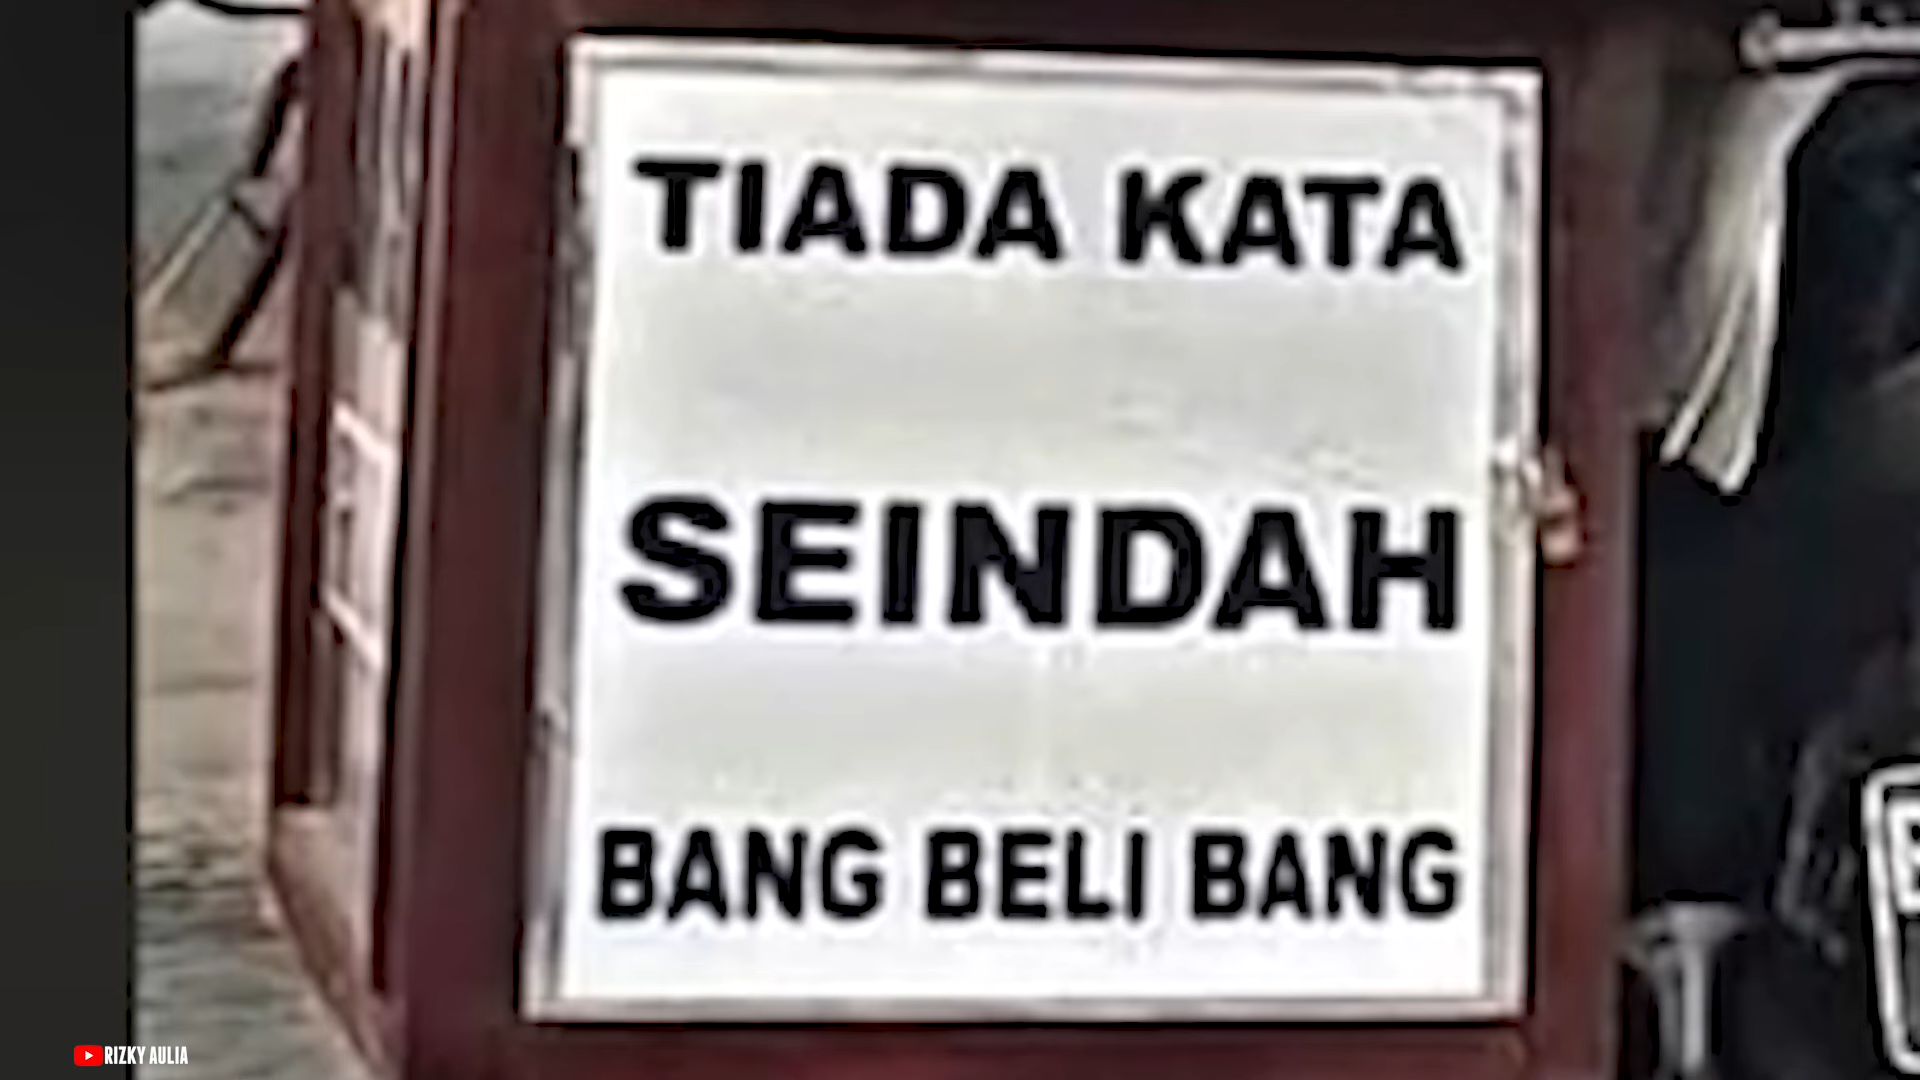 TIADA KATA
SEINDAH
BANG BELI BANG
RIZKY AULIA